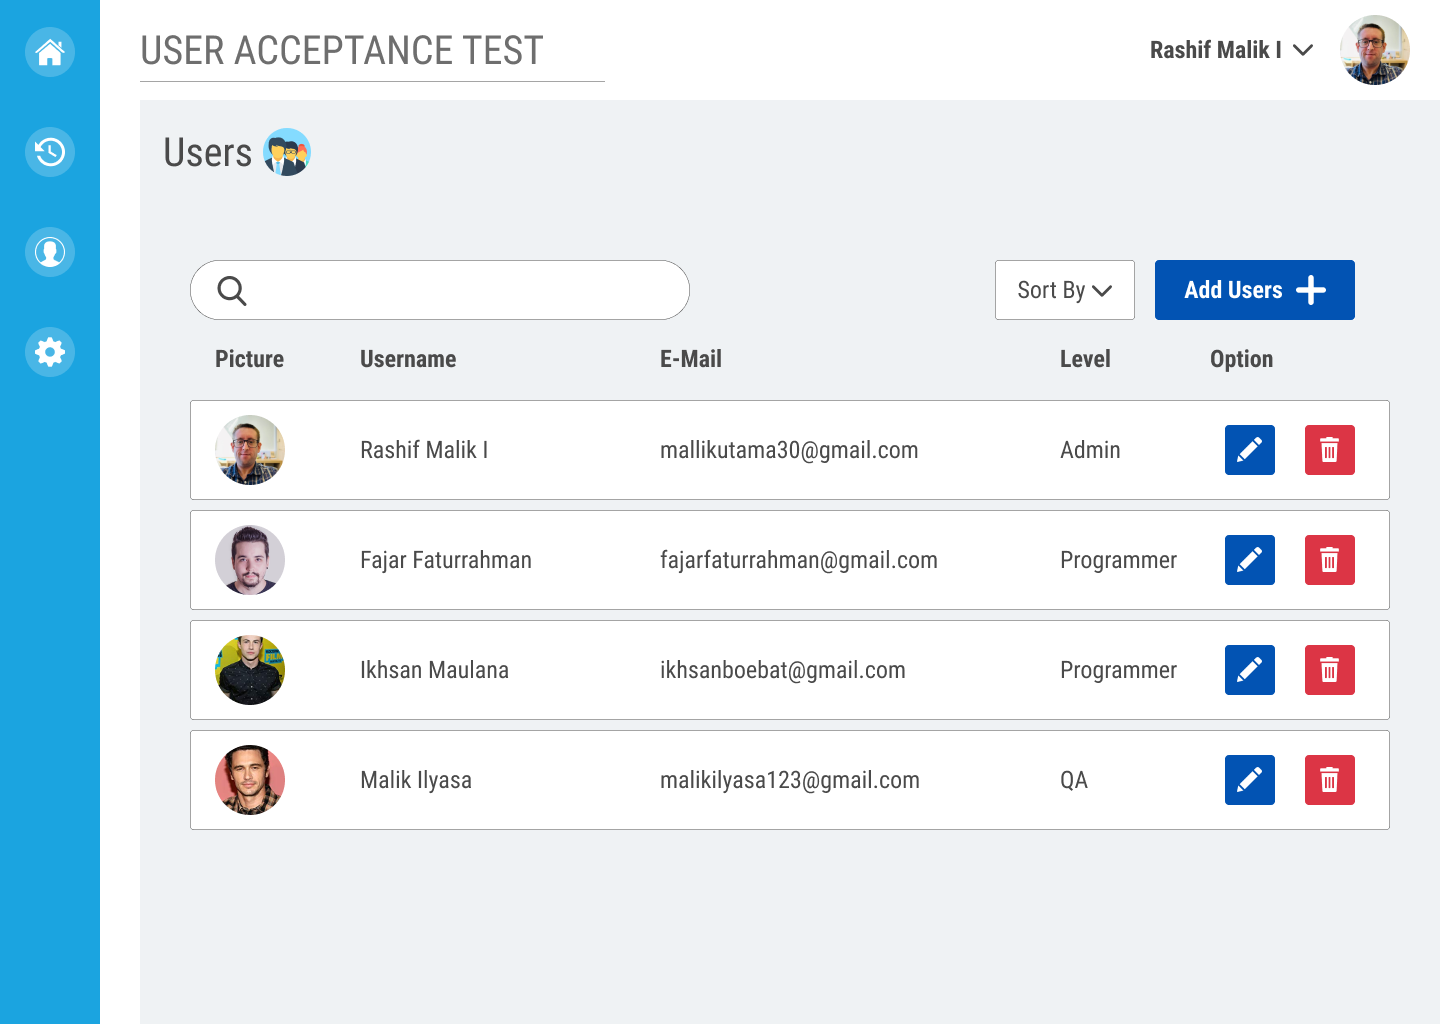 USER ACCEPTANCE TEST
Rashif Malik I
Users
Sort By
Add Users
Picture Username E-Mail Level Option
Rashif Malik I mallikutama30@gmail.com Admin
Fajar Faturrahman fajarfaturrahman@gmail.com Programmer
Ikhsan Maulana ikhsanboebat@gmail.com Programmer
Malik Ilyasa malikilyasa123@gmail.com QA